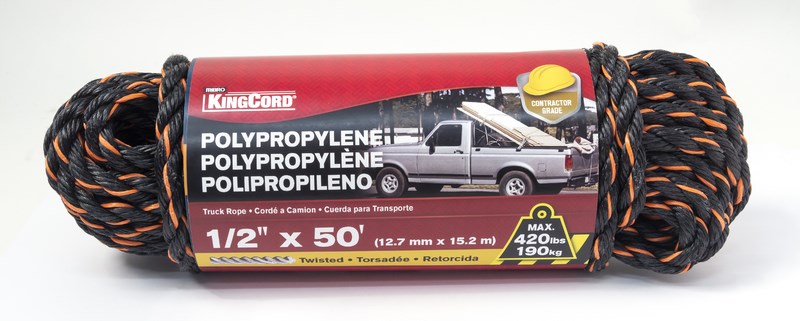 MIBRO
KINGCORD®
CONTRACTOR
GRADE
POLYPROPYLENE
POLYPROPYLÈNE
POLIPROPILENO
Truck Rope • Cordé a Camion • Cuerda para Transporte
1/2" x 50' (12.7 mm x 15.2 m)
MAX.
420lbs
190kg
Twisted • Torsadée • Retorcida